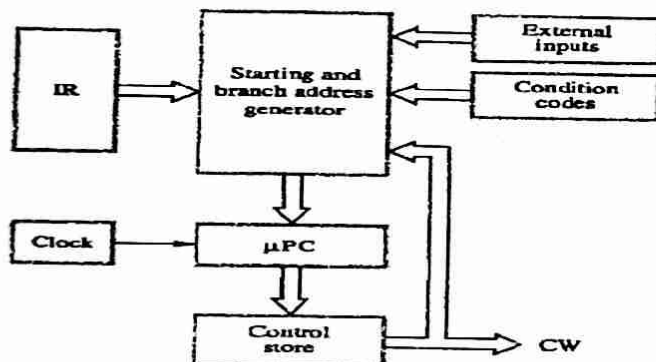 External
inputs
IR
Starting and
branch address
generator
Condition
codes
Clock
μPC
Control
store
CW